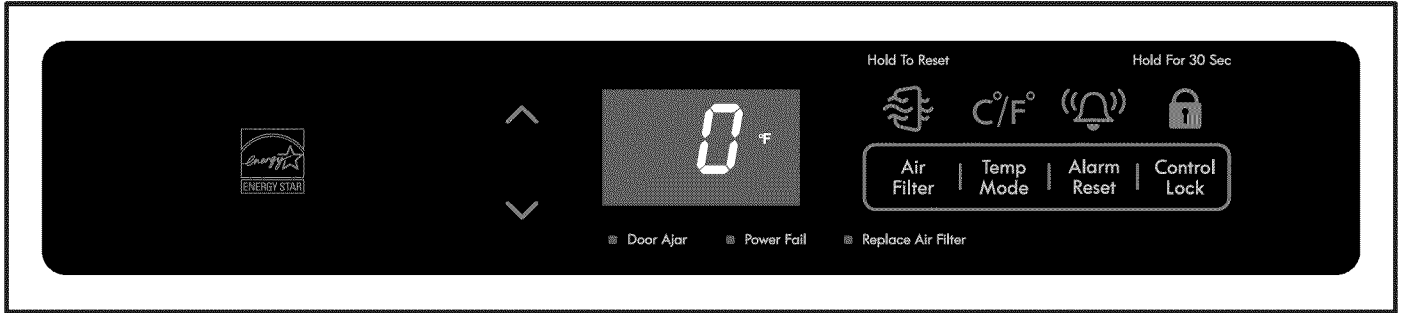 Hold To Reset
Hold For 30 Sec
C°/F°
0 °F
energy
ENERGY STAR
Air Filter
Temp Mode
Alarm Reset
Control Lock
Door Ajar
Power Fail
Replace Air Filter